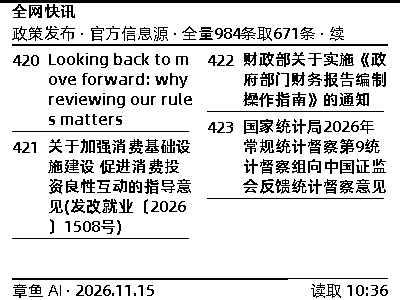 全网快讯
政策发布 · 官方信息源 · 全量984条取671条 · 续
420 Looking back to m
ove forward: why
reviewing our rule
s matters
421 关于加强消费基础设
施建设 促进消费投
资良性互动的指导意
见(发改就业〔2026
〕1508号)
422 财政部关于实施《政
府部门财务报告编制
操作指南》的通知
423 国家统计局2026年
常规统计督察第9统
计督察组向中国证监
会反馈统计督察意见
章鱼 AI · 2026.11.15
读取 10:36